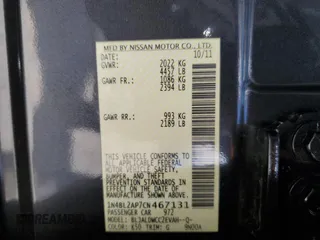 MFD BY NISSAN MOTOR CO., LTD.
DATE: 10/11
GVWR: 2022 KG
4457 LB
GAWR FR: 1086 KG
2394 LB
GAWR RR: 993 KG
2189 LB
THIS VEHICLE CONFORMS TO
ALL APPLICABLE FEDERAL
MOTOR VEHICLE SAFETY,
BUMPER, AND THEFT
PREVENTION STANDARDS IN
EFFECT ON THE DATE OF
MANUFACTURE SHOWN ABOVE.
1N4BL2AP7CN467131
PASSENGER CAR 972
MODEL:
COLOR: TRIM: G